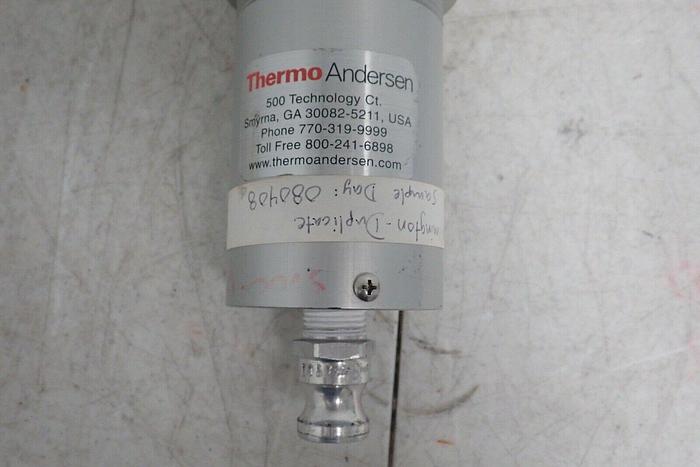 Thermo Andersen
500 Technology Ct.
Smyrna, GA 30082-5211, USA
Phone 770-319-9999
Toll Free 800-241-6898
www.thermoandersen.com
mington - Duplicate
Sample Day: 080408